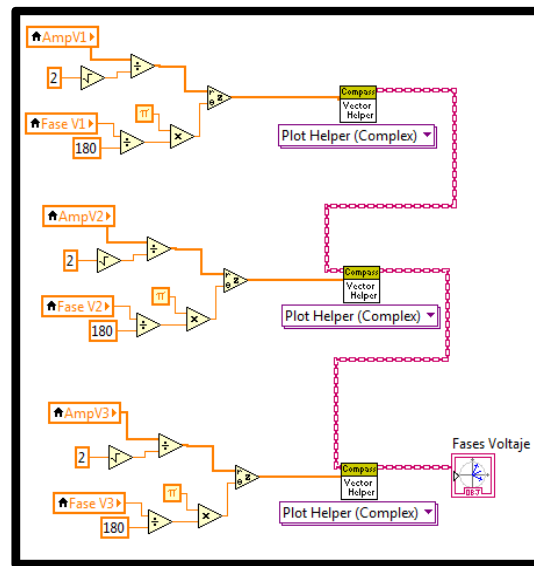 AmpV1
2
√
÷
r
θ
z
Compass
Vector
Helper
Plot Helper (Complex)
π
Fase V1
÷
×
180
AmpV2
2
√
÷
r
θ
z
Compass
Vector
Helper
Plot Helper (Complex)
π
Fase V2
÷
×
180
AmpV3
2
√
÷
r
θ
z
Compass
Vector
Helper
Plot Helper (Complex)
π
Fase V3
÷
×
180
Fases Voltaje
OBJ